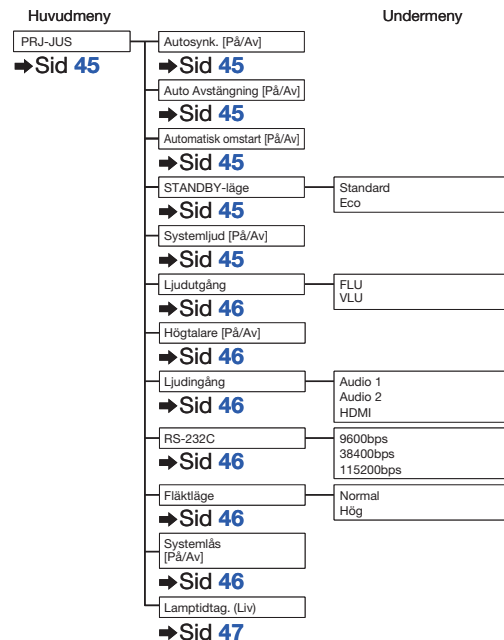 Huvudmeny
Undermeny
PRJ-JUS
➡Sid 45
Autosynk. [På/Av]
➡Sid 45
Auto Avstängning [På/Av]
➡Sid 45
Automatisk omstart [På/Av]
➡Sid 45
STANDBY-läge
➡Sid 45
Standard
Eco
Systemljud [På/Av]
➡Sid 45
Ljudutgång
➡Sid 46
FLU
VLU
Högtalare [På/Av]
➡Sid 46
Ljudingång
➡Sid 46
Audio 1
Audio 2
HDMI
RS-232C
➡Sid 46
9600bps
38400bps
115200bps
Fläktläge
➡Sid 46
Normal
Hög
Systemlås
[På/Av]
➡Sid 46
Lamptidtag. (Liv)
➡Sid 47